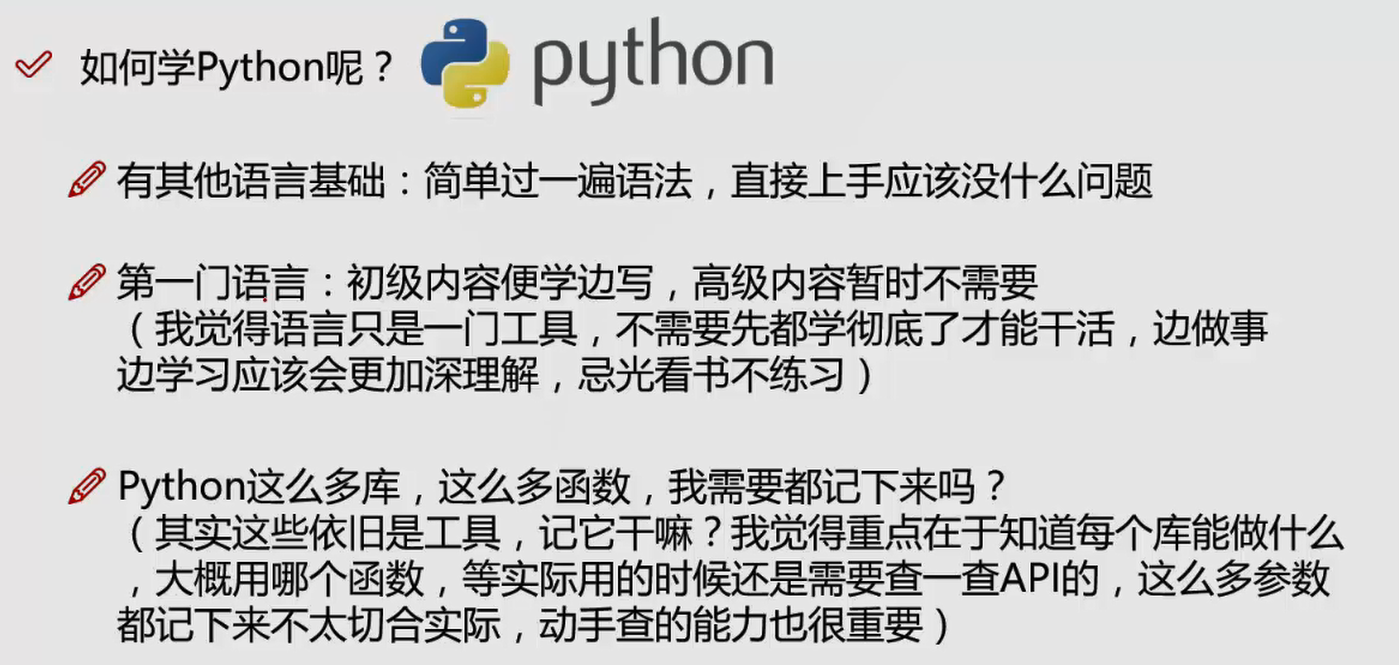 如何学Python呢？ python
有其他语言基础：简单过一遍语法，直接上手应该没什么问题
第一门语言：初级内容便学边写，高级内容暂时不需要
（我觉得语言只是一门工具，不需要先都学彻底了才能干活，边做事
边学习应该会更加深理解，忌光看书不练习）
Python这么多库，这么多函数，我需要都记下来吗？
（其实这些依旧是工具，记它干嘛？我觉得重点在于知道每个库能做什么
，大概用哪个函数，等实际用的时候还是需要查一查API的，这么多参数
都记下来不太切合实际，动手查的能力也很重要）